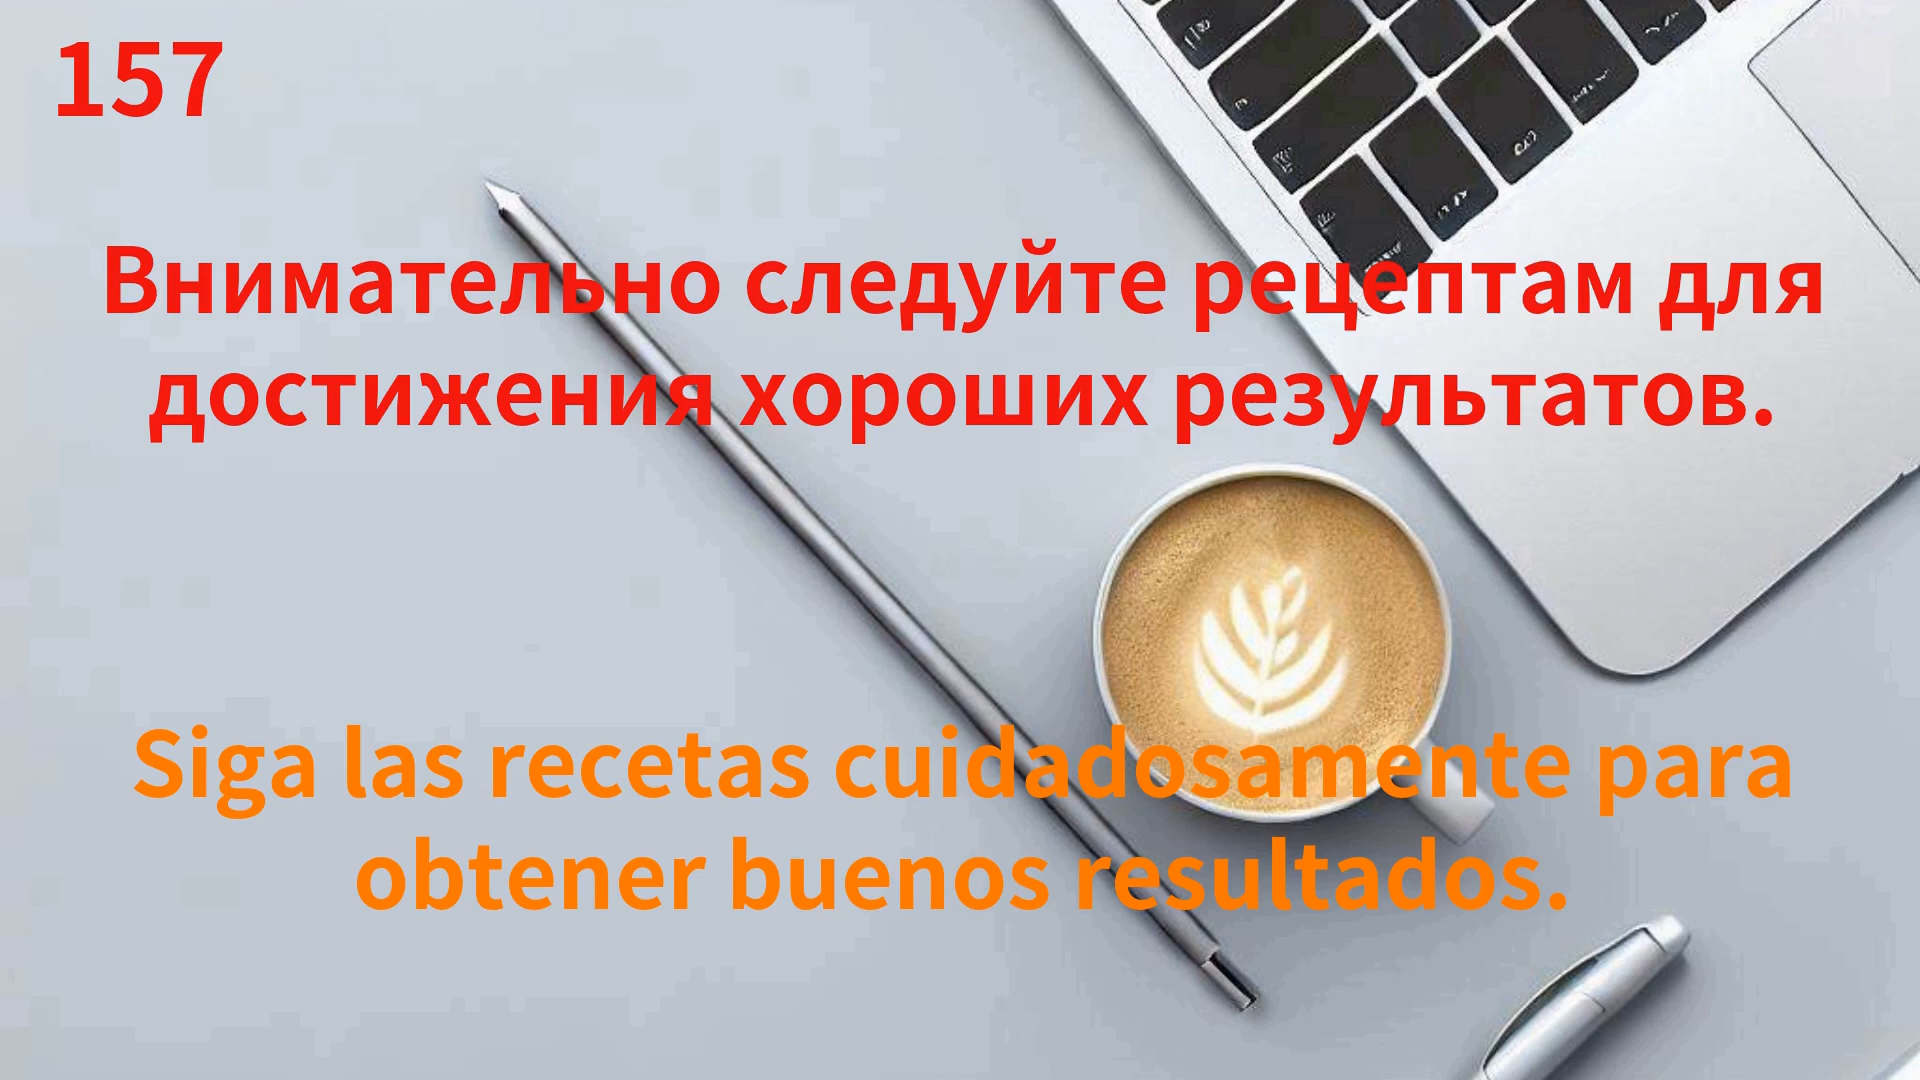 157
Внимательно следуйте рецептам для
достижения хороших результатов.
Siga las recetas cuidadosamente para
obtener buenos resultados.